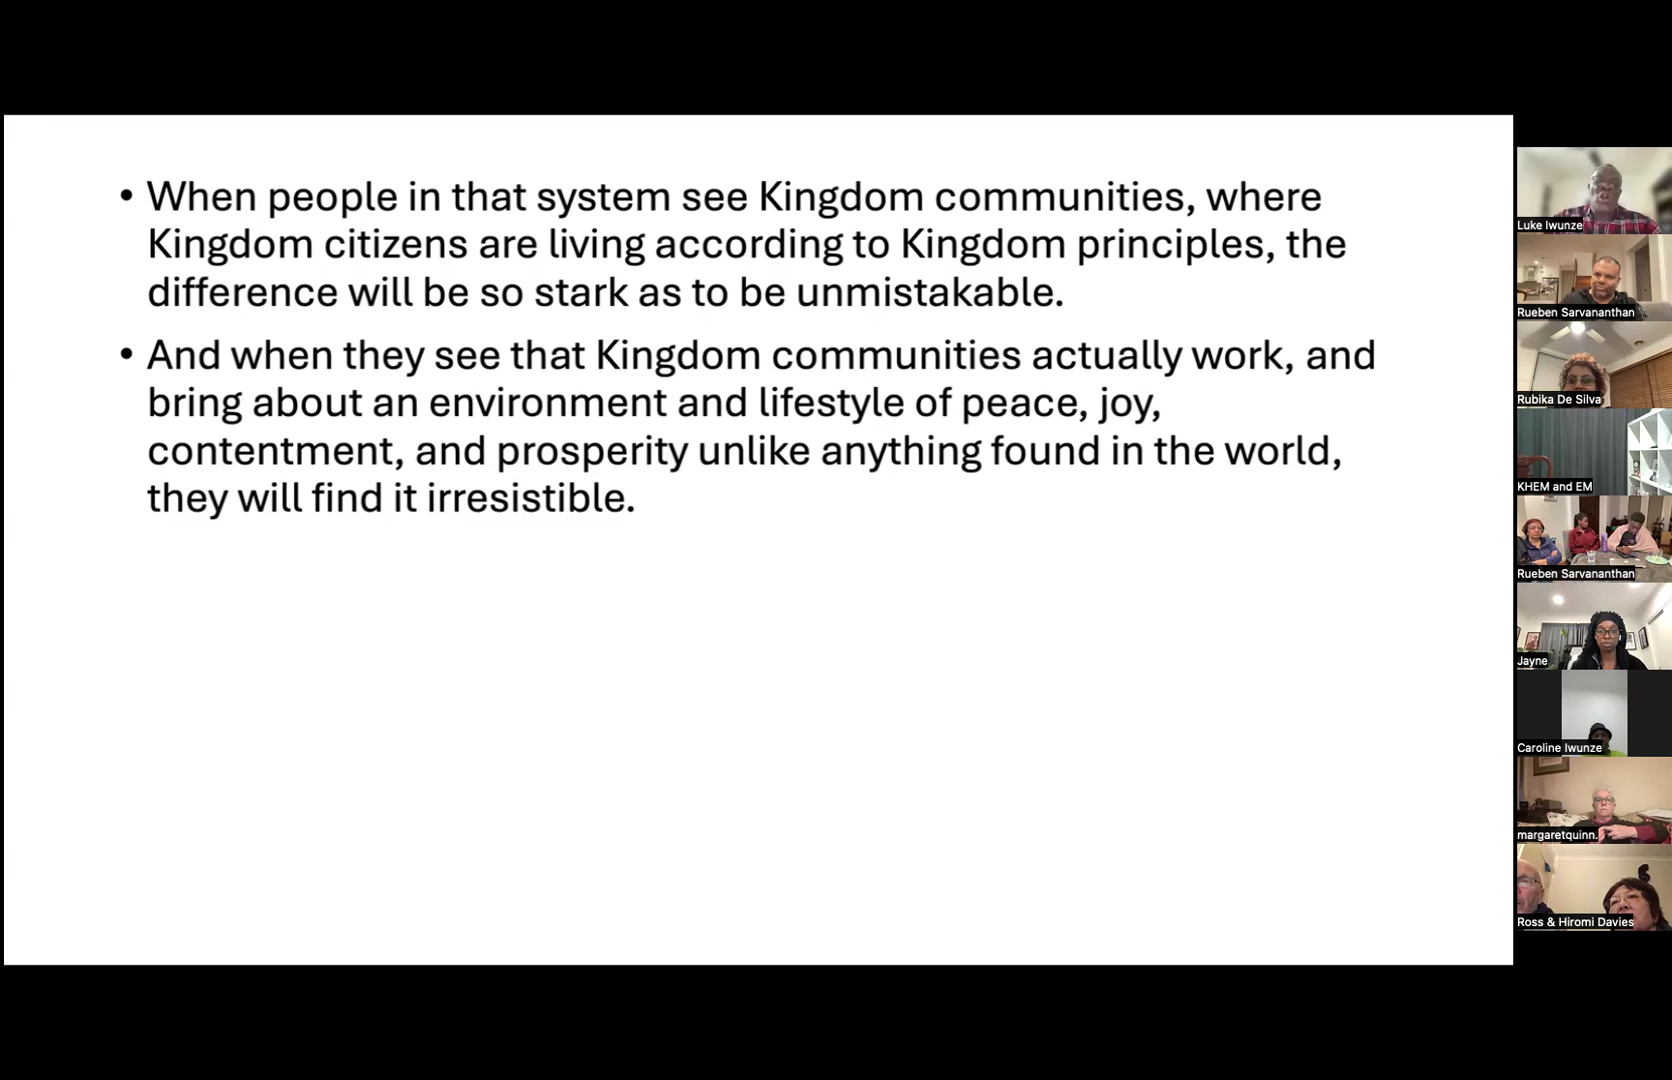 • When people in that system see Kingdom communities, where
Kingdom citizens are living according to Kingdom principles, the
difference will be so stark as to be unmistakable.
• And when they see that Kingdom communities actually work, and
bring about an environment and lifestyle of peace, joy,
contentment, and prosperity unlike anything found in the world,
they will find it irresistible.
Luke Iwunze
Rueben Sarvananthan
Rubika De Silva
KHEM and EM
Rueben Sarvananthan
Jayne
Caroline Iwunze
margaretquinn.
Ross & Hiromi Davies